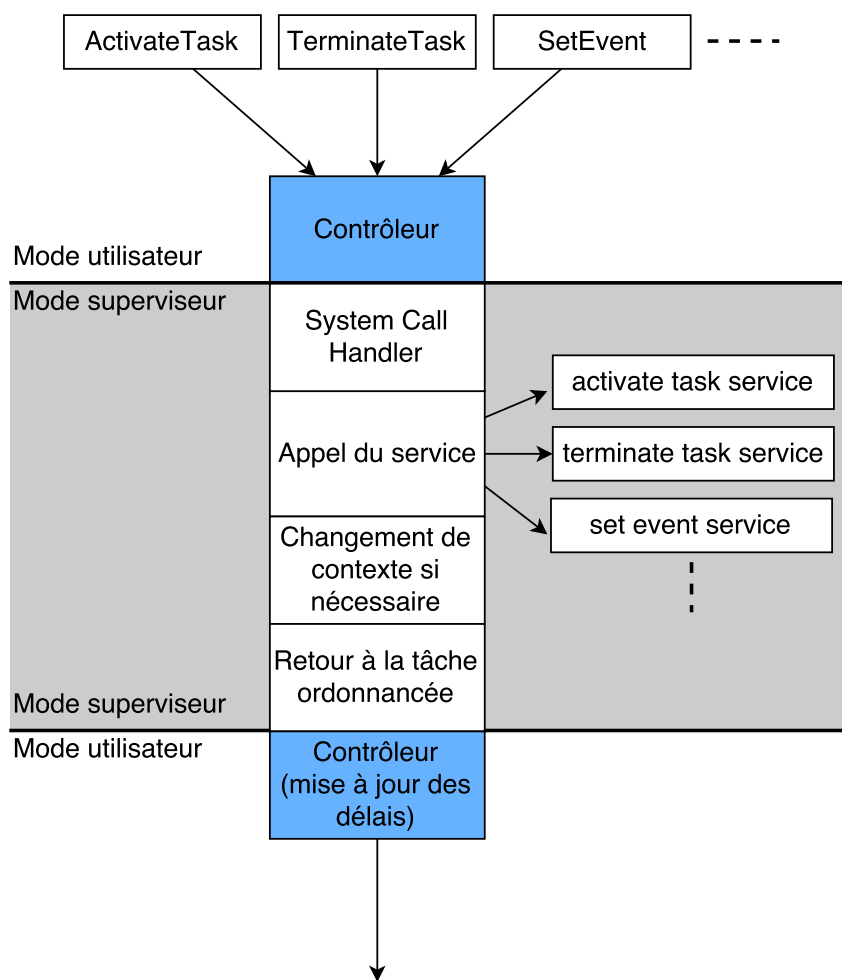 ActivateTask
TerminateTask
SetEvent
Contrôleur
Mode utilisateur
Mode superviseur
System Call
Handler
activate task service
Appel du service
terminate task service
set event service
Changement de
contexte si
nécessaire
Retour à la tâche
ordonnancée
Mode superviseur
Mode utilisateur
Contrôleur
(mise à jour des
délais)